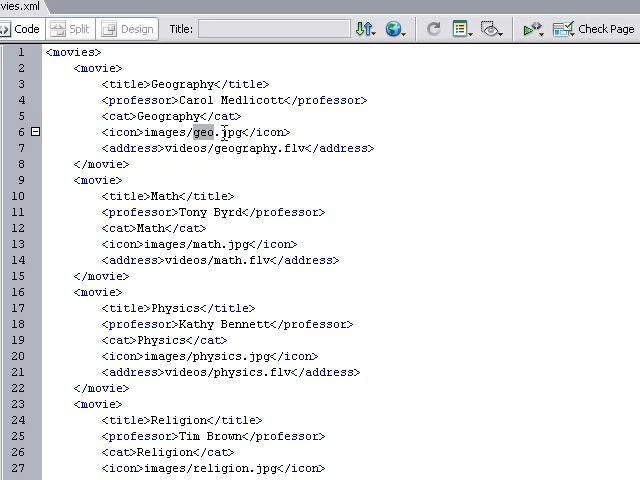 vies.xml
Code Split Design Title: Check Page
1 <movies>
2 <movie>
3 <title>Geography</title>
4 <professor>Carol Medlicott</professor>
5 <cat>Geography</cat>
6 <icon>images/geo.jpg</icon>
7 <address>videos/geography.flv</address>
8 </movie>
9 <movie>
10 <title>Math</title>
11 <professor>Tony Byrd</professor>
12 <cat>Math</cat>
13 <icon>images/math.jpg</icon>
14 <address>videos/math.flv</address>
15 </movie>
16 <movie>
17 <title>Physics</title>
18 <professor>Kathy Bennett</professor>
19 <cat>Physics</cat>
20 <icon>images/physics.jpg</icon>
21 <address>videos/physics.flv</address>
22 </movie>
23 <movie>
24 <title>Religion</title>
25 <professor>Tim Brown</professor>
26 <cat>Religion</cat>
27 <icon>images/religion.jpg</icon>